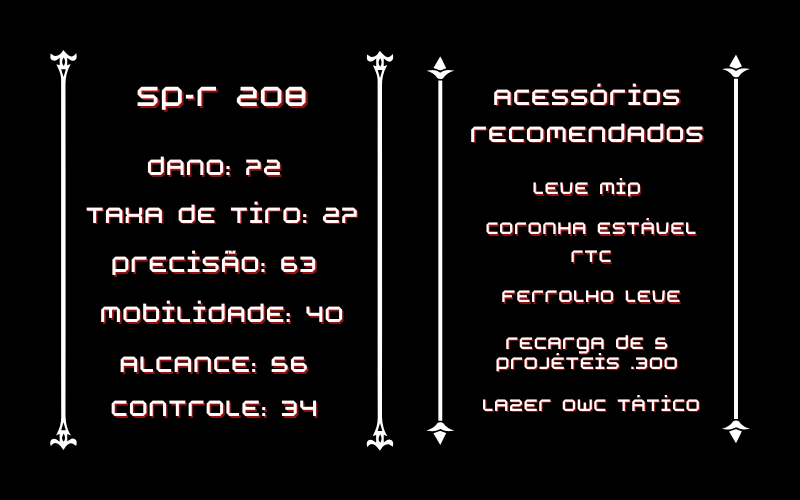 SP-R 208
DANO: 72
TAXA DE TIRO: 27
PRECISÃO: 63
MOBILIDADE: 40
ALCANCE: 56
CONTROLE: 34
ACESSÓRIOS
RECOMENDADOS
LEVE MIP
CORONHA ESTÁVEL
RTC
FERROLHO LEVE
RECARGA DE 5
PROJÉTEIS .300
LAZER OWC TÁTICO